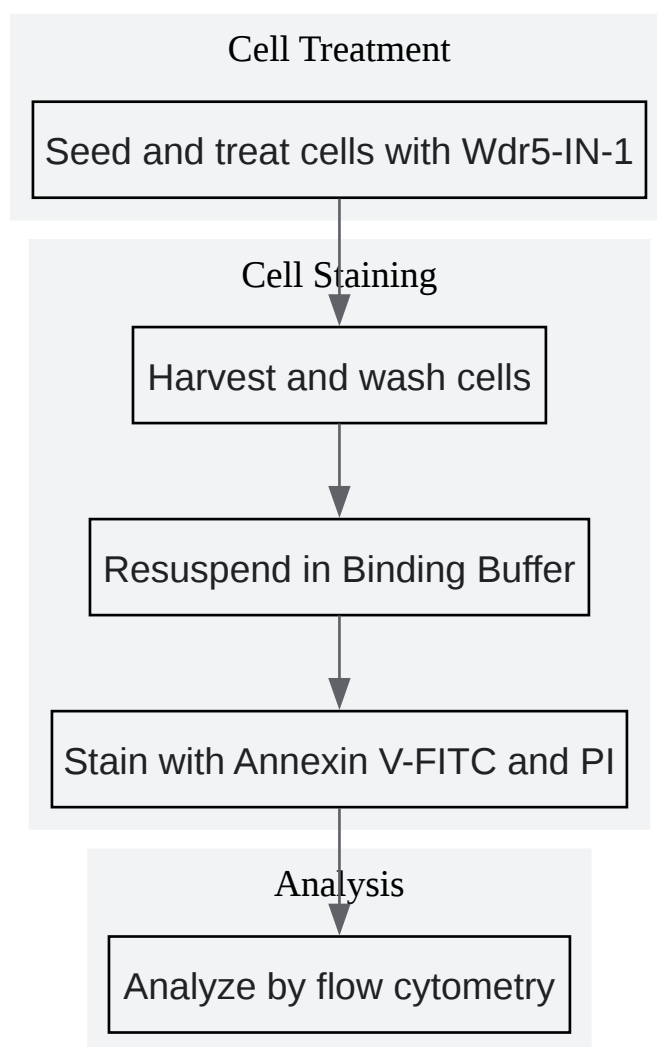 Cell Treatment
Seed and treat cells with Wdr5-IN-1
Cell Staining
Harvest and wash cells
Resuspend in Binding Buffer
Stain with Annexin V-FITC and PI
Analysis
Analyze by flow cytometry